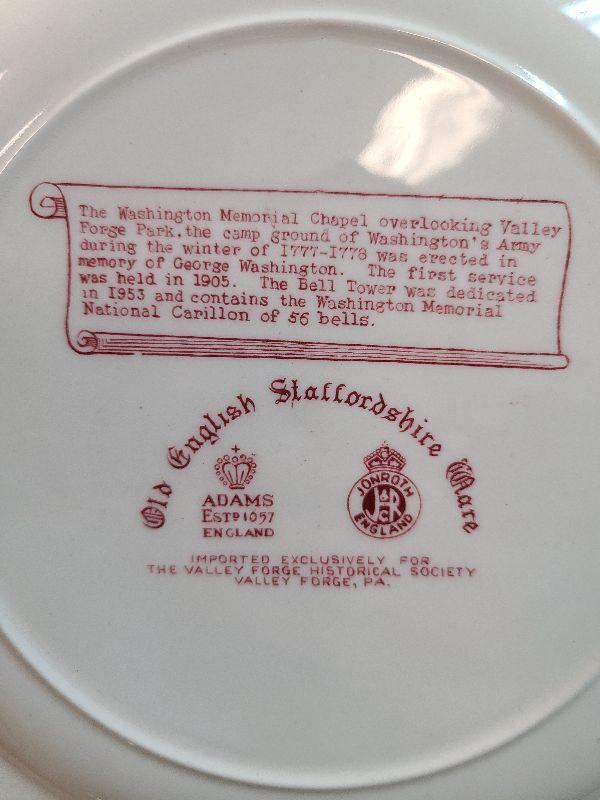 The Washington Memorial Chapel overlooking Valley
Forge Park, the camp ground of Washington's Army
during the winter of 1777-1778 was erected in
memory of George Washington. The first service
was held in 1905. The Bell Tower was dedicated
in 1953 and contains the Washington Memorial
National Carillon of 56 bells.
Old English Staffordshire Ware
ADAMS
ESTD 1057
ENGLAND
JONROTH
J&R
Co
ENGLAND
IMPORTED EXCLUSIVELY FOR
THE VALLEY FORGE HISTORICAL SOCIETY
VALLEY FORGE, PA.